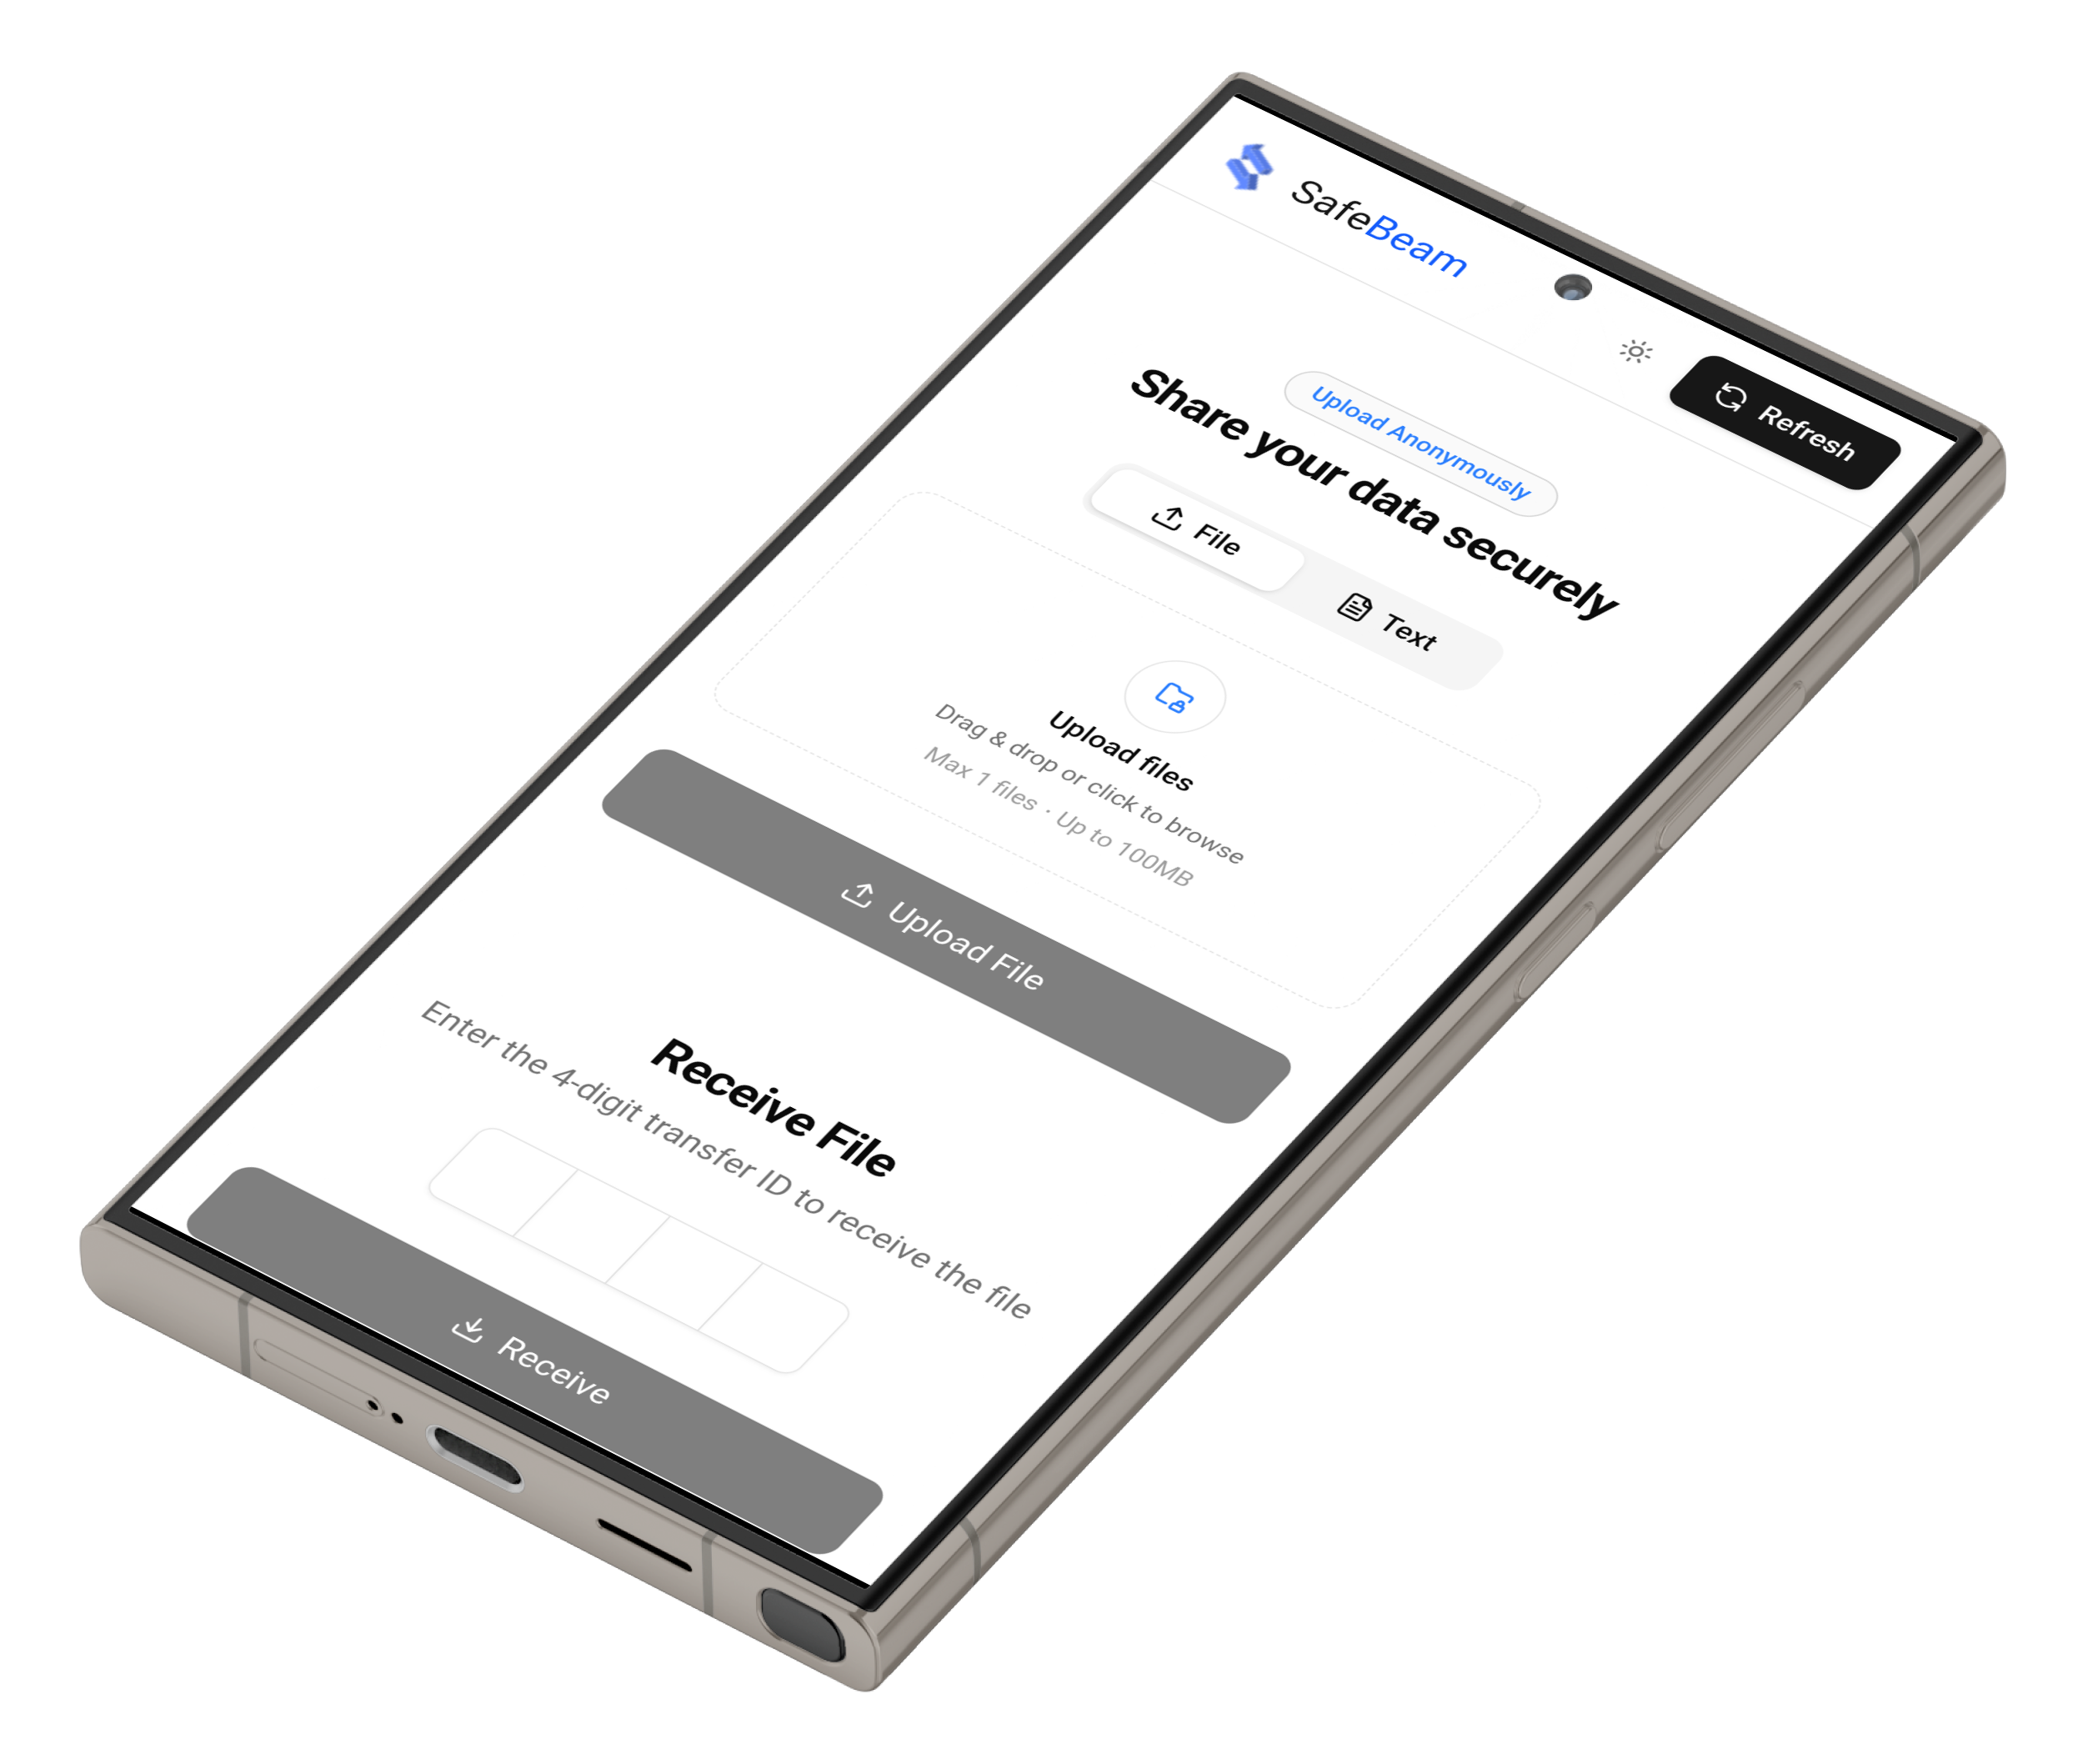 SafeBeam
Refresh
Upload Anonymously
Share your data securely
File
Text
Upload files
Drag & drop or click to browse
Max 1 files · Up to 100MB
Upload File
Receive File
Enter the 4-digit transfer ID to receive the file
Receive